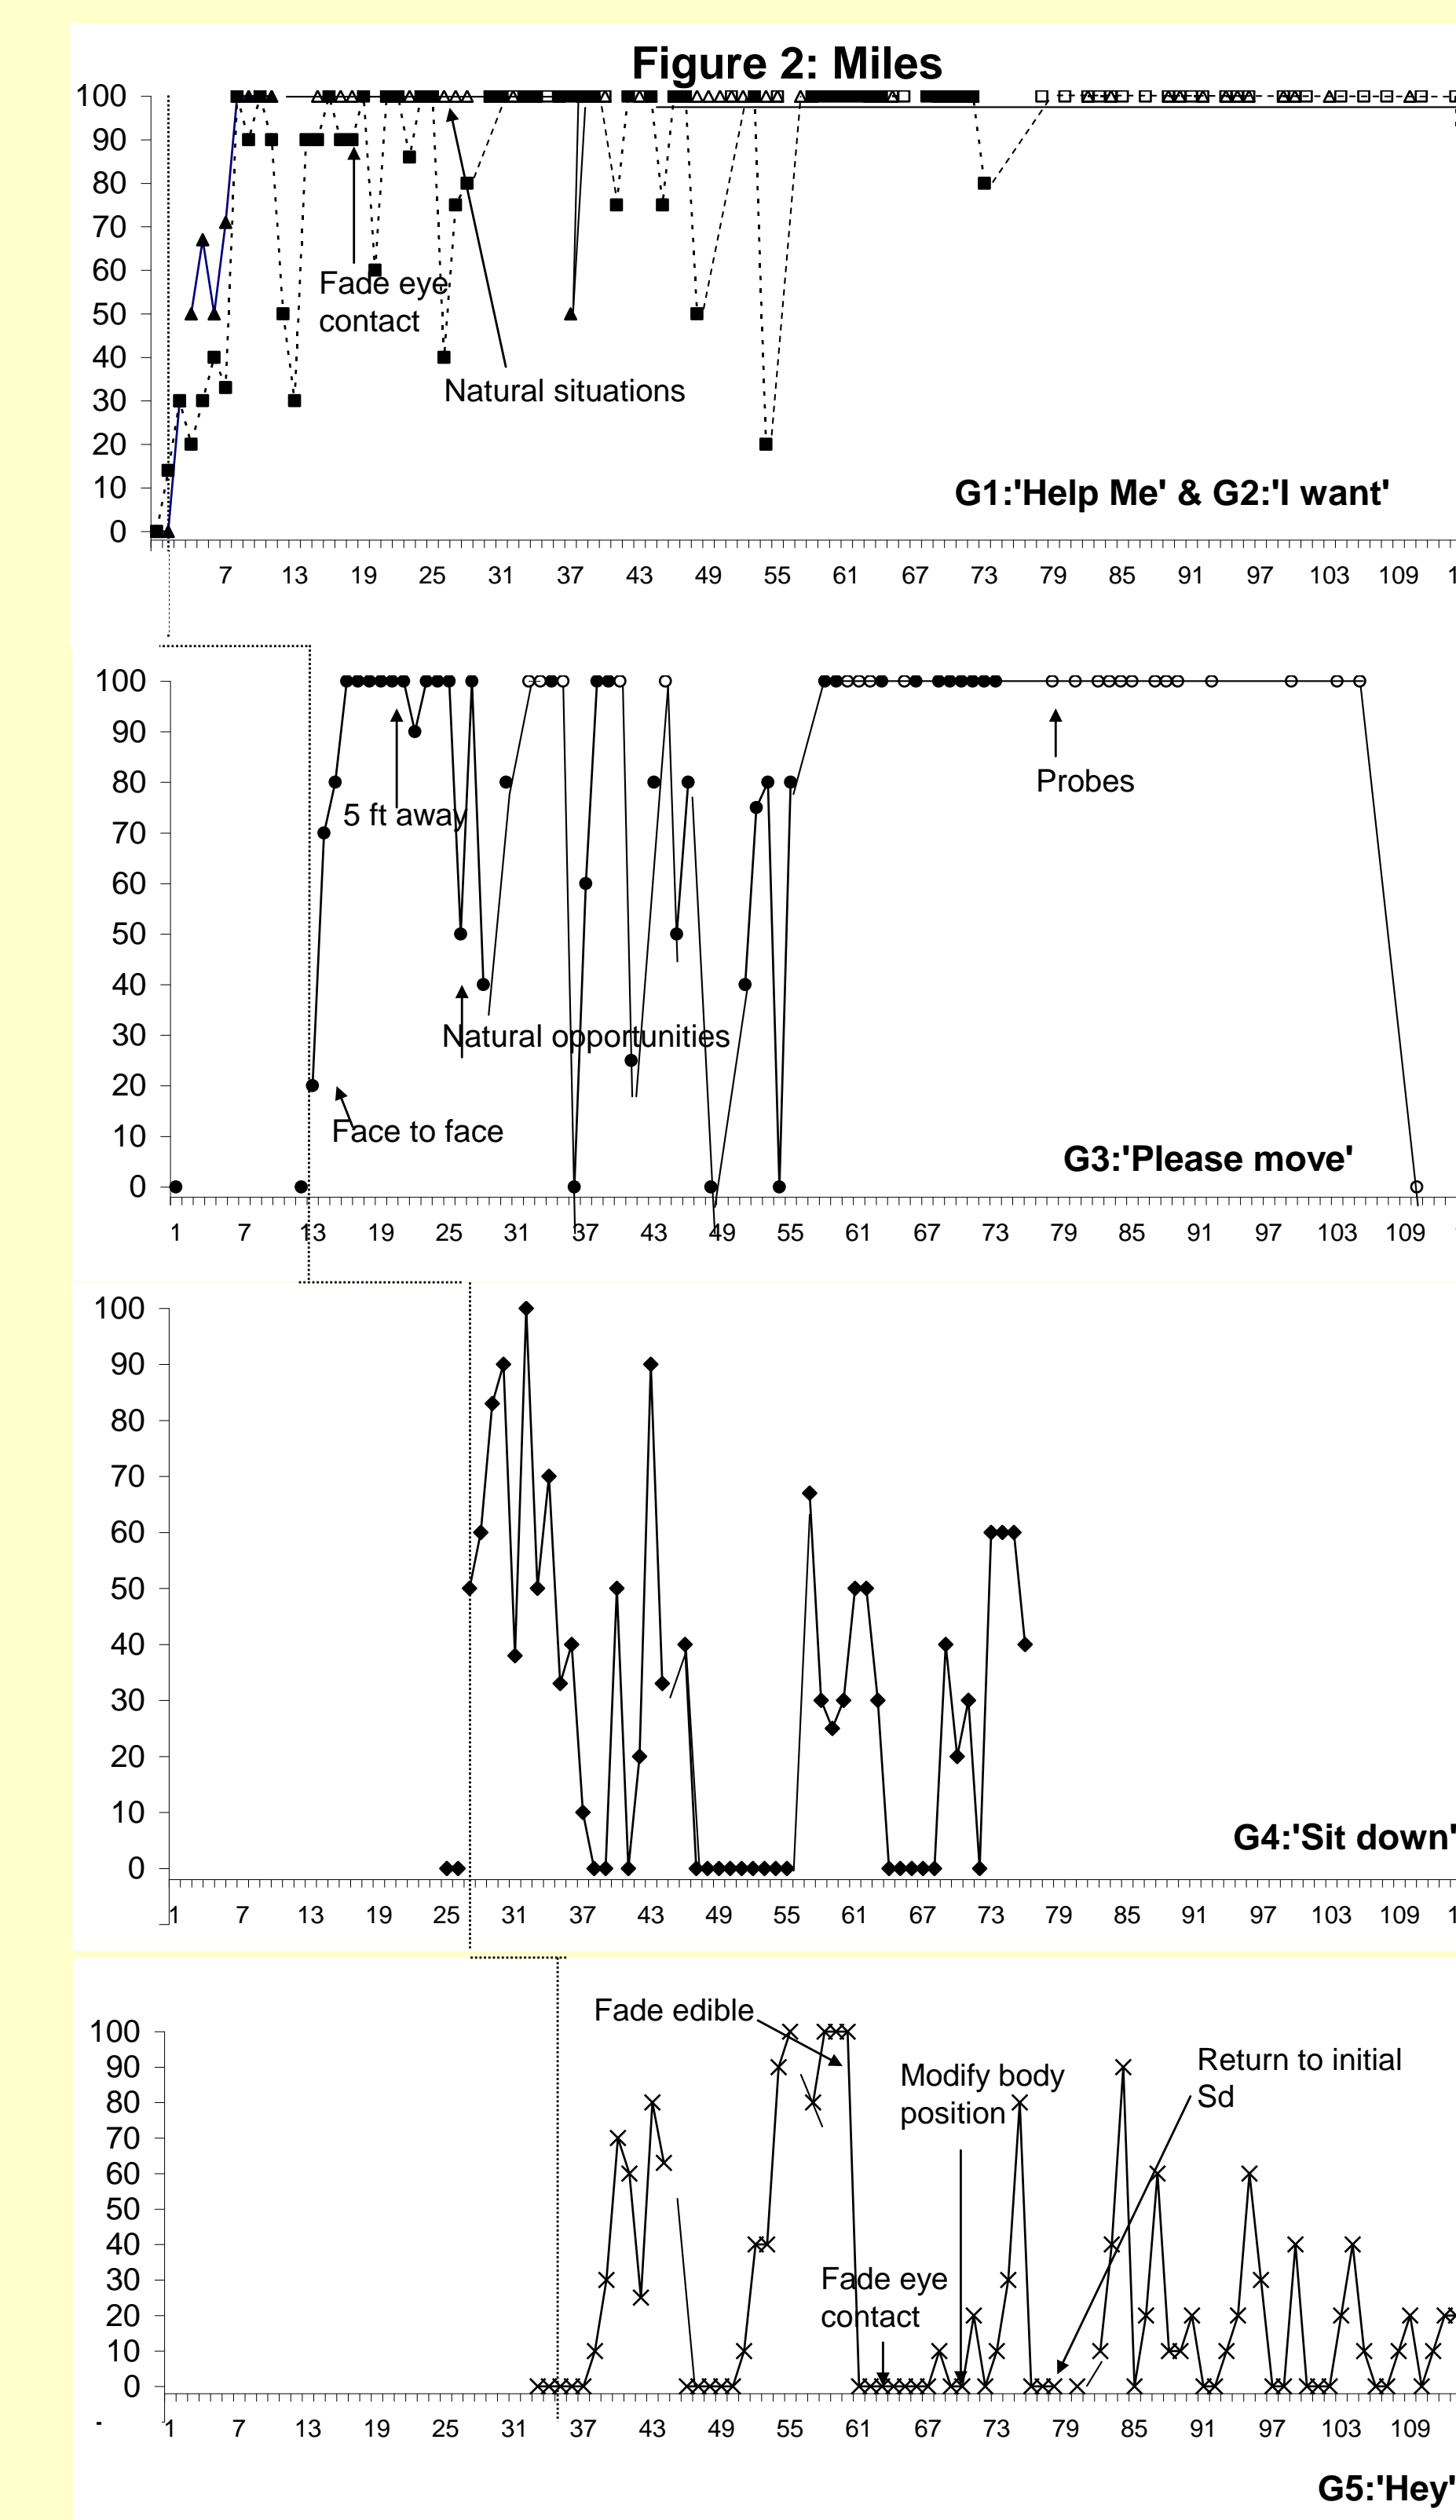 Figure 2: Miles
100
90
80
70
60
50
40
30
20
10
0
Fade eye
contact
Natural situations
G1:'Help Me' & G2:'I want'
7 13 19 25 31 37 43 49 55 61 67 73 79 85 91 97 103 109 1
100
90
80
70
60
50
40
30
20
10
0
Probes
5 ft away
Natural opportunities
Face to face
G3:'Please move'
1 7 13 19 25 31 37 43 49 55 61 67 73 79 85 91 97 103 109
100
90
80
70
60
50
40
30
20
10
0
G4:'Sit down'
1 7 13 19 25 31 37 43 49 55 61 67 73 79 85 91 97 103 109 1
Fade edible
100
90
80
70
60
50
40
30
20
10
0
Modify body
position
Return to initial
Sd
Fade eye
contact
- 1 7 13 19 25 31 37 43 49 55 61 67 73 79 85 91 97 103 109
G5:'Hey'